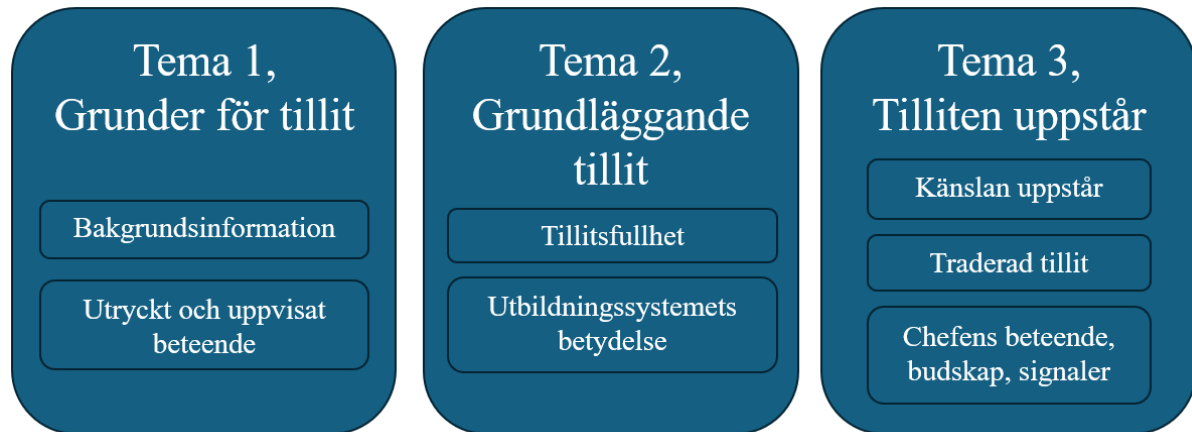 Tema 1,
Grunder för tillit
Bakgrundsinformation
Utryckt och uppvisat
beteende
Tema 2,
Grundläggande
tillit
Tillitsfullhet
Utbildningssystemets
betydelse
Tema 3,
Tilliten uppstår
Känslan uppstår
Traderad tillit
Chefens beteende,
budskap, signaler